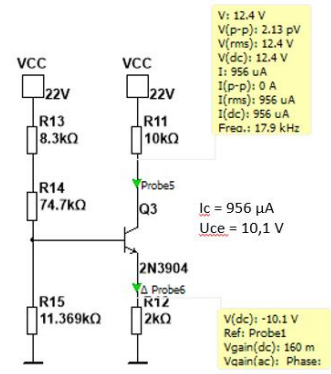 V: 12.4 V
V(p-p): 2.13 pV
V(rms): 12.4 V
V(dc): 12.4 V
I: 956 uA
I(p-p): 0 A
I(rms): 956 uA
I(dc): 956 uA
Freq.: 17.9 kHz
VCC
VCC
22V
22V
R13
8.3kΩ
R11
10kΩ
R14
74.7kΩ
Probe5
Q3
Ic = 956 µA
Uce = 10,1 V
2N3904
Δ Probe6
R15
11.369kΩ
R12
2kΩ
V(dc): -10.1 V
Ref: Probe1
Vgain(dc): 160 m
Vgain(ac): Phase: